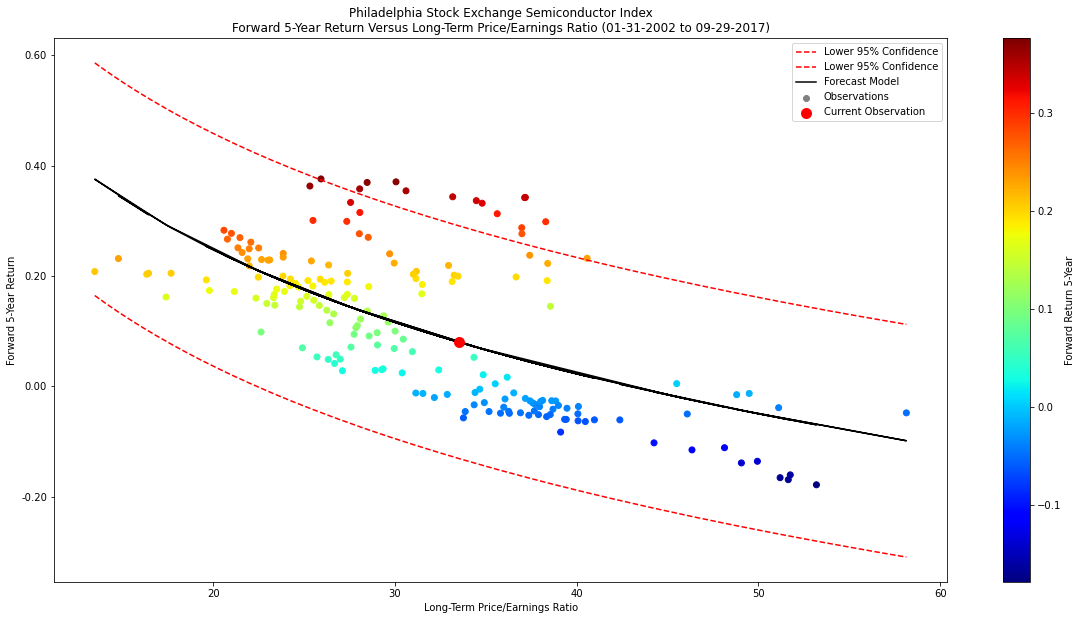 Philadelphia Stock Exchange Semiconductor Index
Forward 5-Year Return Versus Long-Term Price/Earnings Ratio (01-31-2002 to 09-29-2017)
Lower 95% Confidence
Lower 95% Confidence
Forecast Model
Observations
Current Observation
Forward 5-Year Return
0.60
0.40
0.20
0.00
-0.20
20
30
40
50
60
Long-Term Price/Earnings Ratio
0.3
0.2
0.1
0.0
−0.1
Forward Return 5-Year